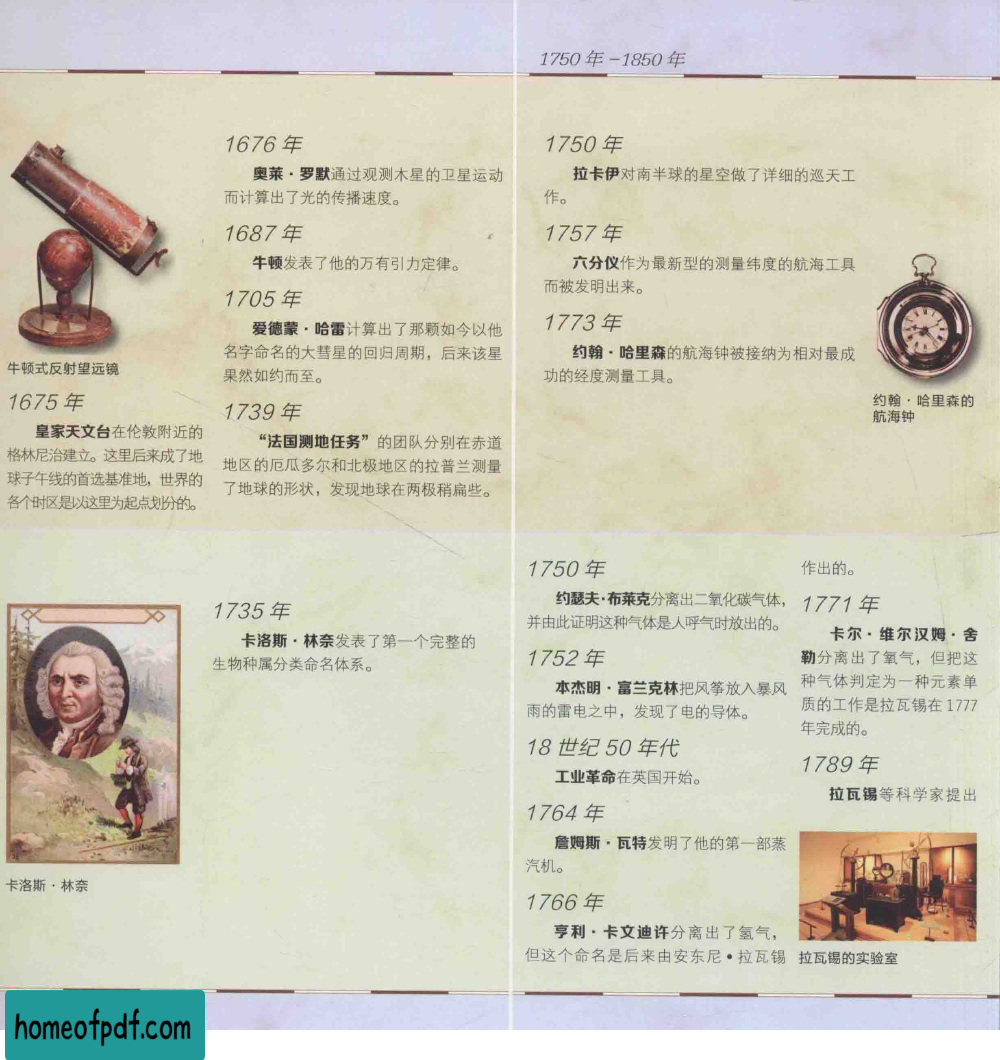 1750 年 -1850 年
牛顿式反射望远镜
1675 年
皇家天文台在伦敦附近的
格林尼治建立。这里后来成了地
球子午线的首选基准地，世界的
各个时区是以这里为起点划分的。
1676 年
奥莱·罗默通过观测木星的卫星运动
而计算出了光的传播速度。
1687 年
牛顿发表了他的万有引力定律。
1705 年
爱德蒙·哈雷计算出了那颗如今以他
名字命名的大彗星的回归周期，后来该星
果然如约而至。
1739 年
“法国测地任务”的团队分别在赤道
地区的厄瓜多尔和北极地区的拉普兰测量
了地球的形状，发现地球在两极稍扁些。
1750 年
拉卡伊对南半球的星空做了详细的巡天工
作。
1757 年
六分仪作为最新型的测量纬度的航海工具
而被发明出来。
1773 年
约翰·哈里森的航海钟被接纳为相对最成
功的经度测量工具。
约翰·哈里森的
航海钟
卡洛斯·林奈
1735 年
卡洛斯·林奈发表了第一个完整的
生物种属分类命名体系。
1750 年
约瑟夫·布莱克分离出二氧化碳气体，
并由此证明这种气体是人呼气时放出的。
1752 年
本杰明·富兰克林把风筝放入暴风
雨的雷电之中，发现了电的导体。
18 世纪 50 年代
工业革命在英国开始。
1764 年
詹姆斯·瓦特发明了他的第一部蒸
汽机。
1766 年
亨利·卡文迪许分离出了氢气，
但这个命名是后来由安东尼·拉瓦锡
作出的。
1771 年
卡尔·维尔汉姆·舍
勒分离出了氧气，但把这
种气体判定为一种元素单
质的工作是拉瓦锡在 1777
年完成的。
1789 年
拉瓦锡等科学家提出
拉瓦锡的实验室
homeofpdf.com